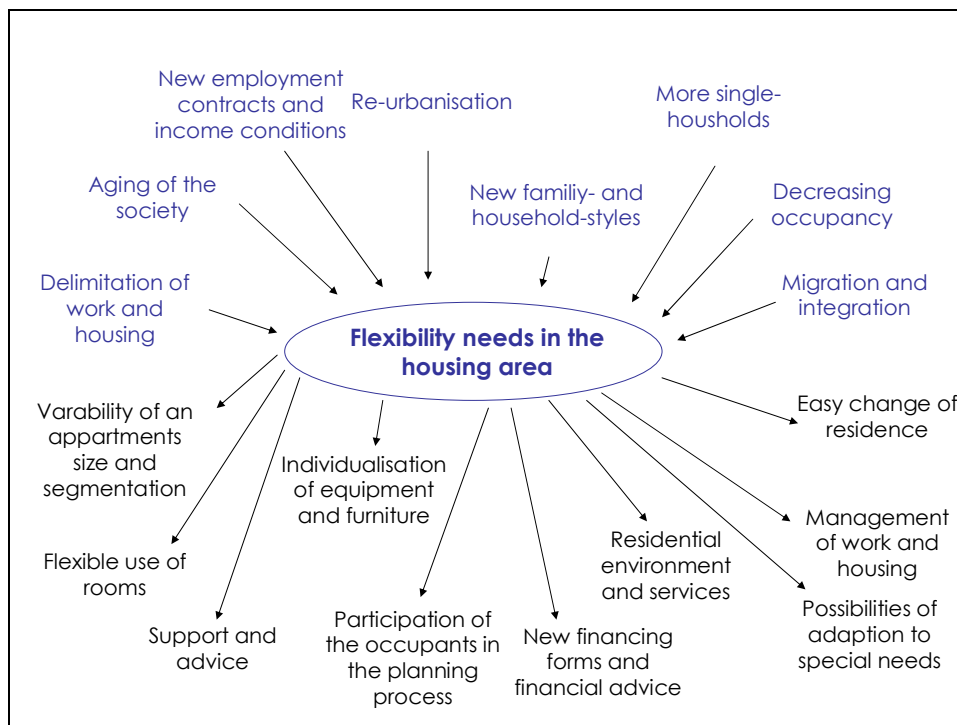 New employment
contracts and
income conditions
Re-urbanisation
More single-
housholds
Aging of the
society
New familiy- and
household-styles
Decreasing
occupancy
Delimitation of
work and
housing
Migration and
integration
Flexibility needs in the
housing area
Varability of an
appartments
size and
segmentation
Easy change of
residence
Individualisation
of equipment
and furniture
Flexible use of
rooms
Residential
environment
and services
Management
of work and
housing
Support and
advice
Participation of
the occupants in
the planning
process
New financing
forms and
financial advice
Possibilities of
adaption to
special needs